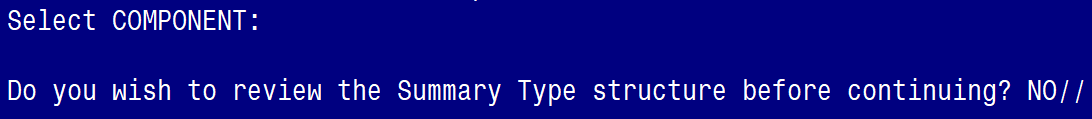 Select COMPONENT:
Do you wish to review the Summary Type structure before continuing? NO//